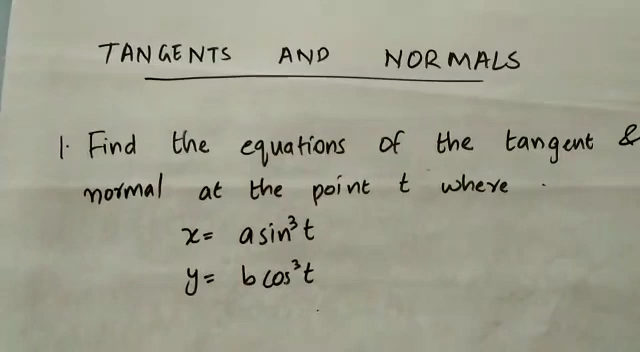 TANGENTS AND NORMALS
1. Find the equations of the tangent &
normal at the point t where .
x = a sin³t
y = b cos³t